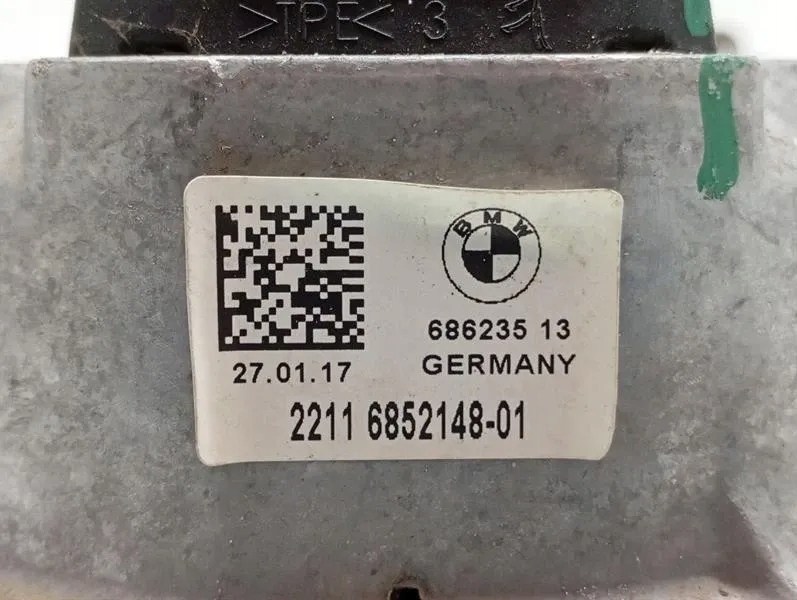 >TPE< 3
BMW
686235 13
27.01.17
GERMANY
2211 6852148-01